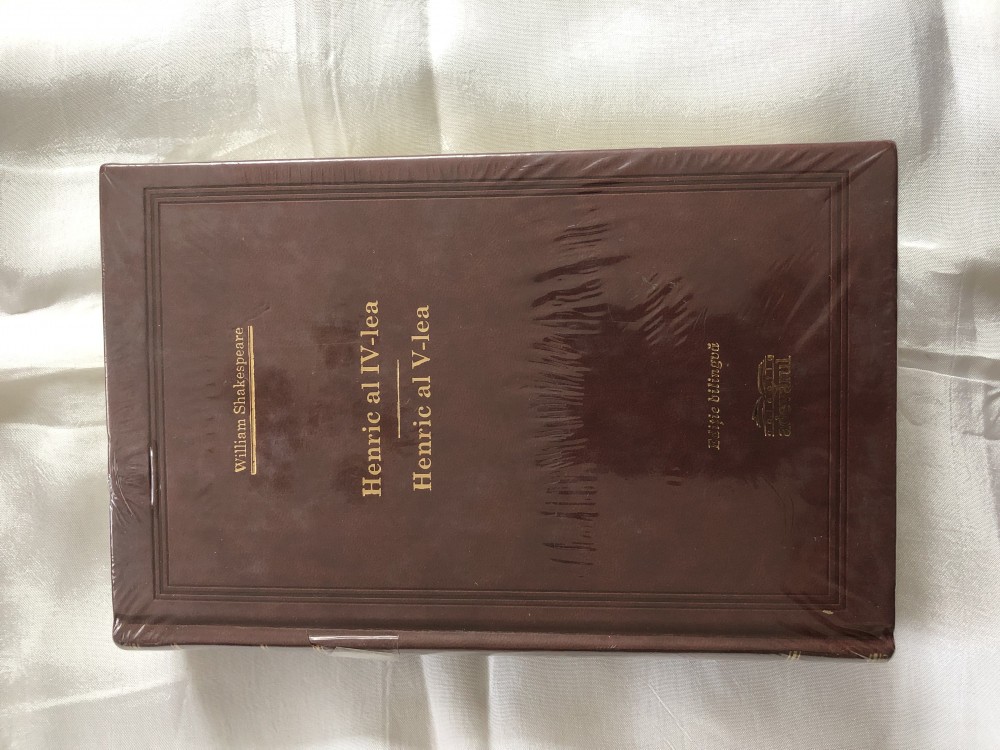 William Shakespeare
Henric al IV-lea
Henric al V-lea
Ediție bilingvă